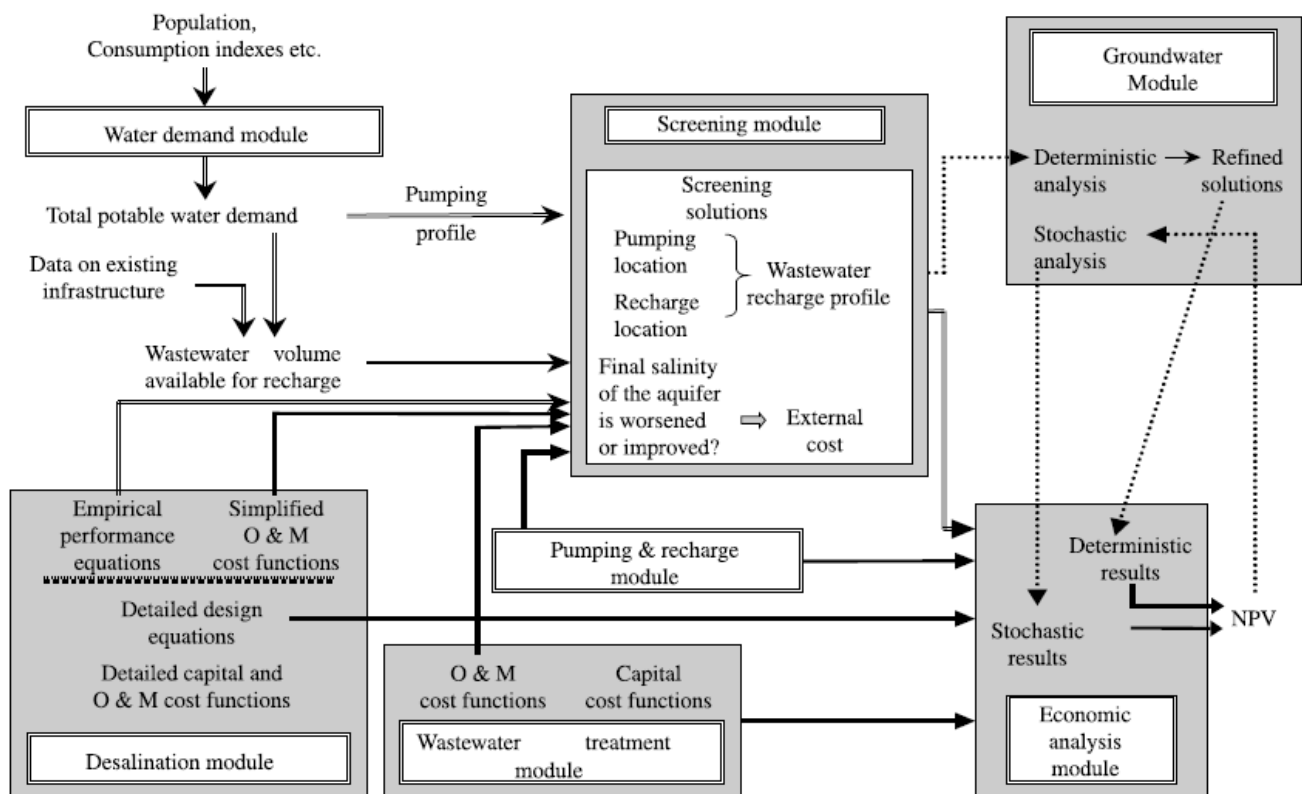 Population,
Consumption indexes etc.
Water demand module
Total potable water demand
Pumping
profile
Data on existing
infrastructure
Wastewater volume
available for recharge
Screening module
Screening
solutions
Pumping
location
Recharge
location
Wastewater
recharge profile
Final salinity
of the aquifer
is worsened
or improved?
External
cost
Groundwater
Module
Deterministic
analysis
Refined
solutions
Stochastic
analysis
Empirical
performance
equations
Simplified
O & M
cost functions
Detailed design
equations
Detailed capital and
O & M cost functions
Desalination module
Pumping & recharge
module
O & M
cost functions
Capital
cost functions
Wastewater treatment
module
Deterministic
results
Stochastic
results
NPV
Economic
analysis
module